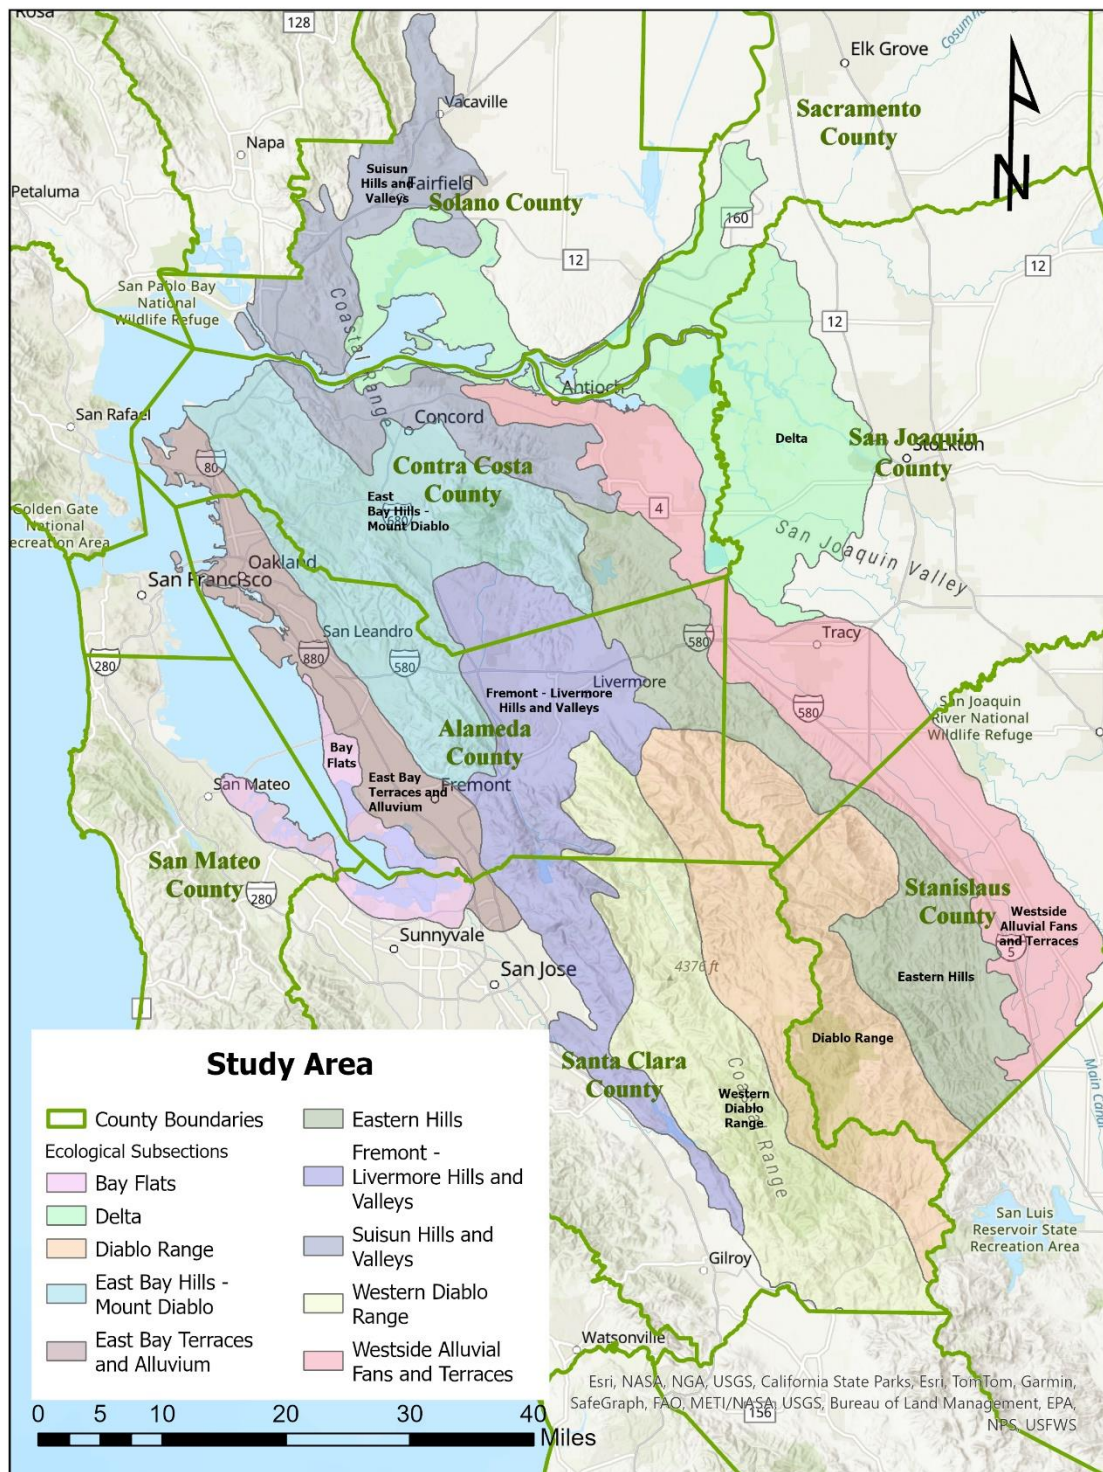 Rosa
128
Elk Grove
Vacaville
Sacramento
County
Napa
Suisun
Hills and
Valleys
Fairfield
Petaluma
Solano County
N
160
12
12
San Pablo Bay
National
Wildlife Refuge
Coastal Range
12
Antioch
San Rafael
Concord
Delta
San Joaquin
County
Stockton
80
Contra Costa
County
East
Bay Hills -
Mount Diablo
680
4
Golden Gate
National
ecreation Area
San Joaquin Valley
Oakland
San Francisco
San Leandro
880
580
580
Tracy
280
Livermore
Fremont - Livermore
Hills and Valleys
580
San Joaquin
River National
Wildlife Refuge
Alameda
County
Bay
Flats
San Mateo
East Bay
Terraces and
Alluvium
Fremont
San Mateo
County
280
Stanislaus
County
Westside
Alluvial Fans
and Terraces
5
Sunnyvale
San Jose
4376 ft
Eastern Hills
Diablo Range
Santa Clara
County
Western
Diablo
Range
Coastal Range
Main Canal
San Luis
Reservoir State
Recreation Area
Gilroy
Watsonville
156
Study Area
County Boundaries
Ecological Subsections
Bay Flats
Delta
Diablo Range
East Bay Hills -
Mount Diablo
East Bay Terraces
and Alluvium
Eastern Hills
Fremont -
Livermore Hills and
Valleys
Suisun Hills and
Valleys
Western Diablo
Range
Westside Alluvial
Fans and Terraces
Esri, NASA, NGA, USGS, California State Parks, Esri, TomTom, Garmin,
SafeGraph, FAO, METI/NASA, USGS, Bureau of Land Management, EPA,
NPS, USFWS
0 5 10 20 30 40
Miles